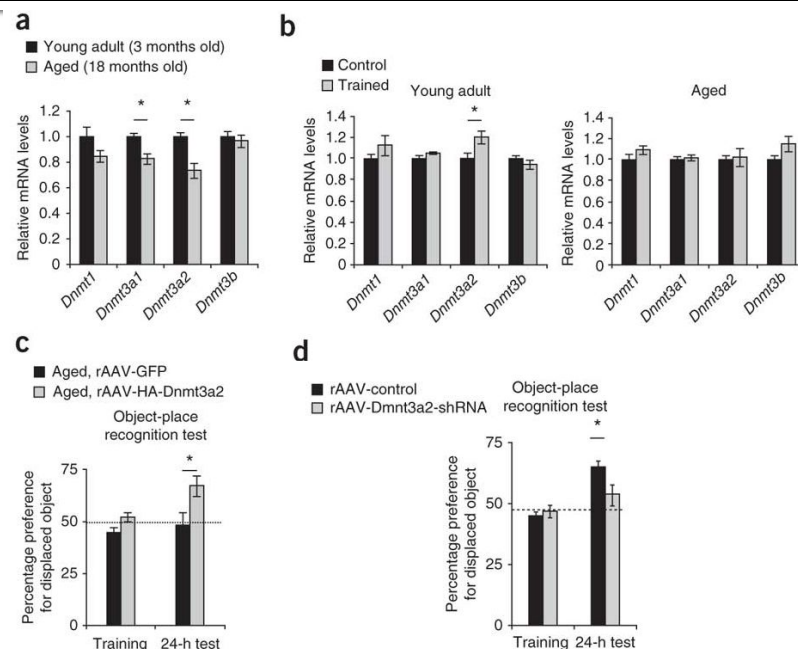 a
Young adult (3 months old)
Aged (18 months old)
*
*
Relative mRNA levels
1.2
1.0
0.8
0.6
0.4
0.2
0
Dnmt1
Dnmt3a1
Dnmt3a2
Dnmt3b
b
Control
Trained
Young adult
*
Relative mRNA levels
1.4
1.2
1.0
0.8
0.6
0.4
0.2
0
Dnmt1
Dnmt3a1
Dnmt3a2
Dnmt3b
Aged
Relative mRNA levels
1.4
1.2
1.0
0.8
0.6
0.4
0.2
0
Dnmt1
Dnmt3a1
Dnmt3a2
Dnmt3b
c
Aged, rAAV-GFP
Aged, rAAV-HA-Dnmt3a2
Object-place
recognition test
*
Percentage preference
for displaced object
75
50
25
0
Training
24-h test
d
rAAV-control
rAAV-Dmnt3a2-shRNA
Object-place
recognition test
*
Percentage preference
for displaced object
75
50
25
0
Training
24-h test